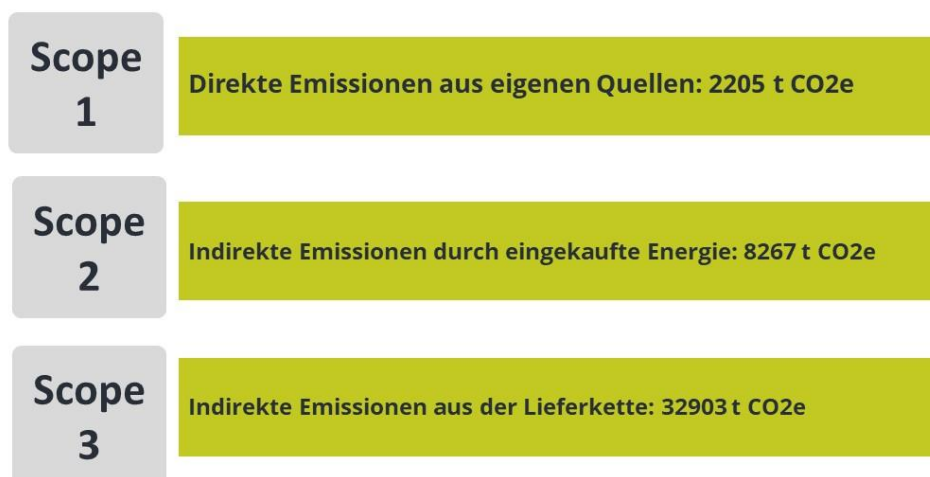 Scope
1
Direkte Emissionen aus eigenen Quellen: 2205 t CO2e
Scope
2
Indirekte Emissionen durch eingekaufte Energie: 8267 t CO2e
Scope
3
Indirekte Emissionen aus der Lieferkette: 32903 t CO2e